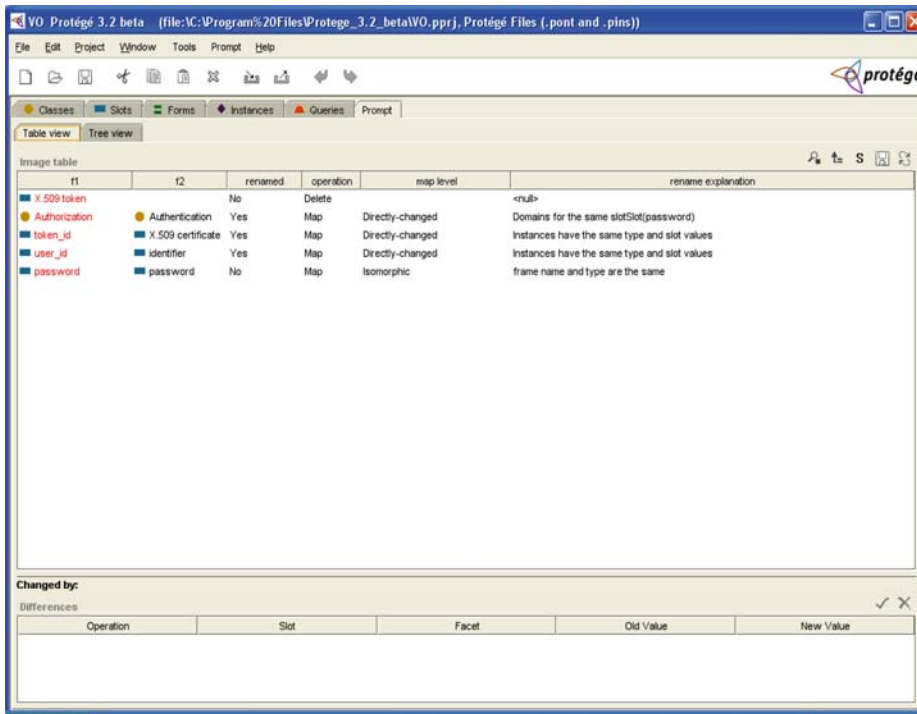 VO Protégé 3.2 beta (file:\C:\Program%20Files\Protege_3.2_beta\VO.pprj, Protégé Files (.pont and .pins))
File Edit Project Window Tools Prompt Help
protégé
Classes Slots Forms Instances Queries Prompt
Table view Tree view
Image table S
f1 f2 renamed operation map level rename explanation
X.509 token No Delete <null>
Authorization Authentication Yes Map Directly-changed Domains for the same slotSlot(password)
token_id X.509 certificate Yes Map Directly-changed Instances have the same type and slot values
user_id identifier Yes Map Directly-changed Instances have the same type and slot values
password password No Map Isomorphic frame name and type are the same
Changed by:
Differences
Operation Slot Facet Old Value New Value